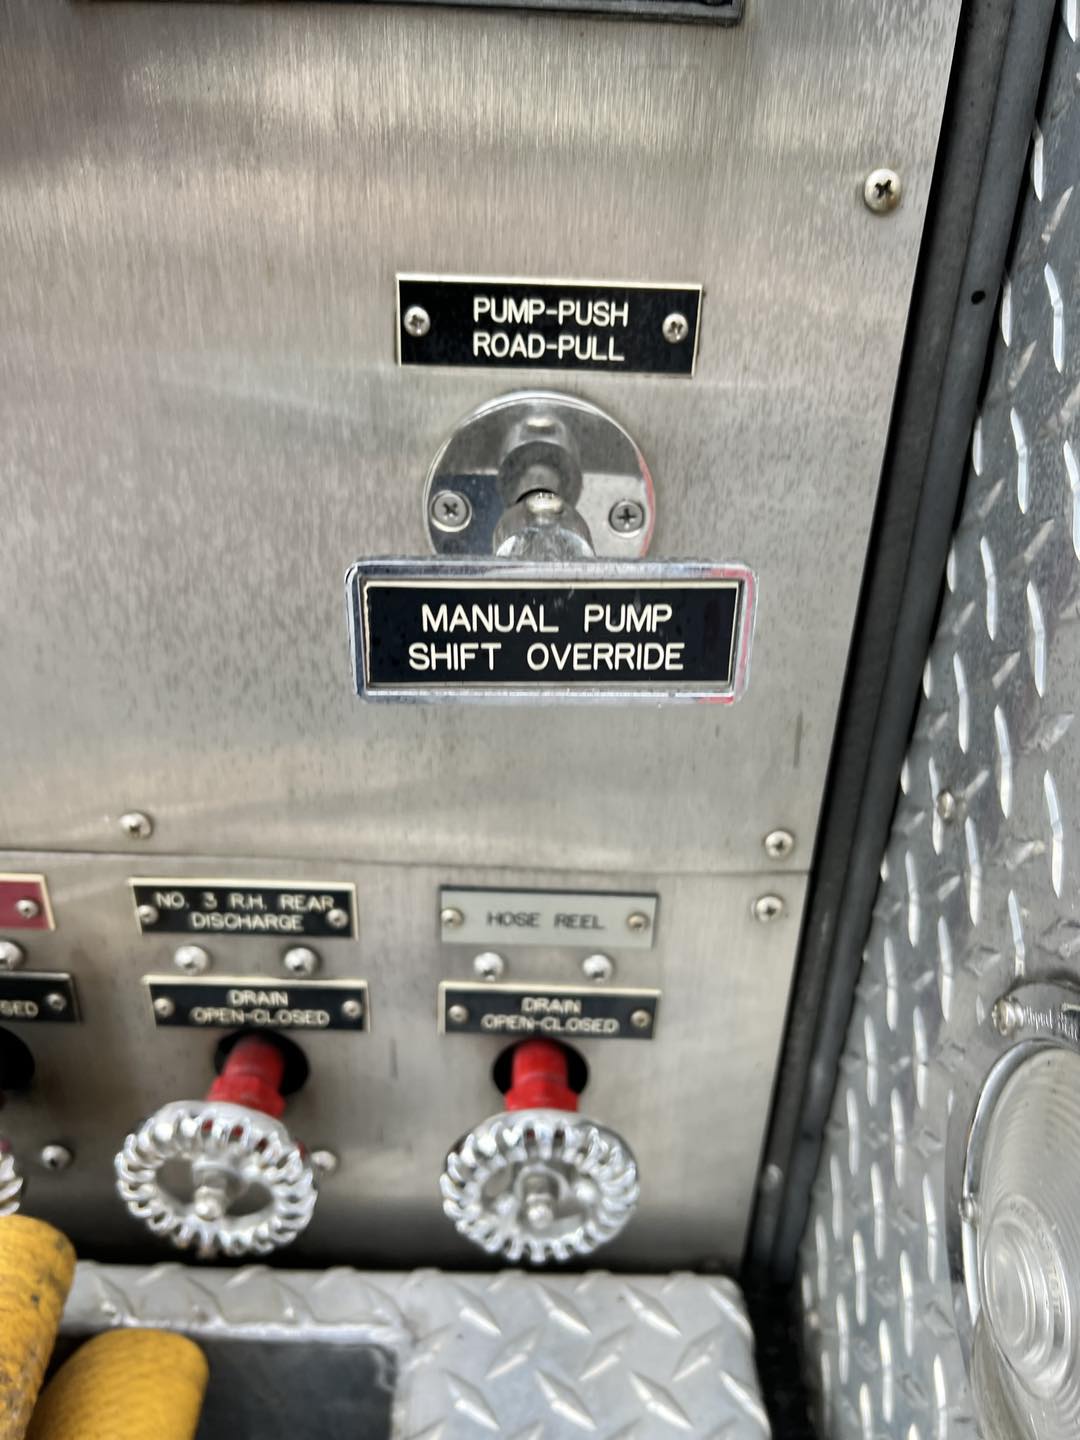 PUMP-PUSH
ROAD-PULL
MANUAL PUMP
SHIFT OVERRIDE
NO. 3 R.H. REAR
DISCHARGE
HOSE REEL
DRAIN
OPEN-CLOSED
DRAIN
OPEN-CLOSED